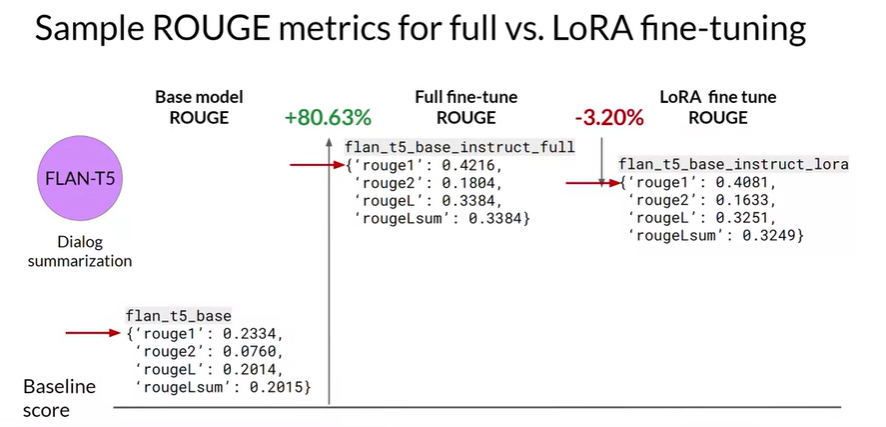 Sample ROUGE metrics for full vs. LoRA fine-tuning
Base model
ROUGE
+80.63%
Full fine-tune
ROUGE
-3.20%
LoRA fine tune
ROUGE
FLAN-T5
Dialog
summarization
flan_t5_base_instruct_full
{‘rouge1’: 0.4216,
‘rouge2’: 0.1804,
‘rougeL’: 0.3384,
‘rougeLsum’: 0.3384}
flan_t5_base_instruct_lora
{‘rouge1’: 0.4081,
‘rouge2’: 0.1633,
‘rougeL’: 0.3251,
‘rougeLsum’: 0.3249}
flan_t5_base
{‘rouge1’: 0.2334,
‘rouge2’: 0.0760,
‘rougeL’: 0.2014,
‘rougeLsum’: 0.2015}
Baseline
score